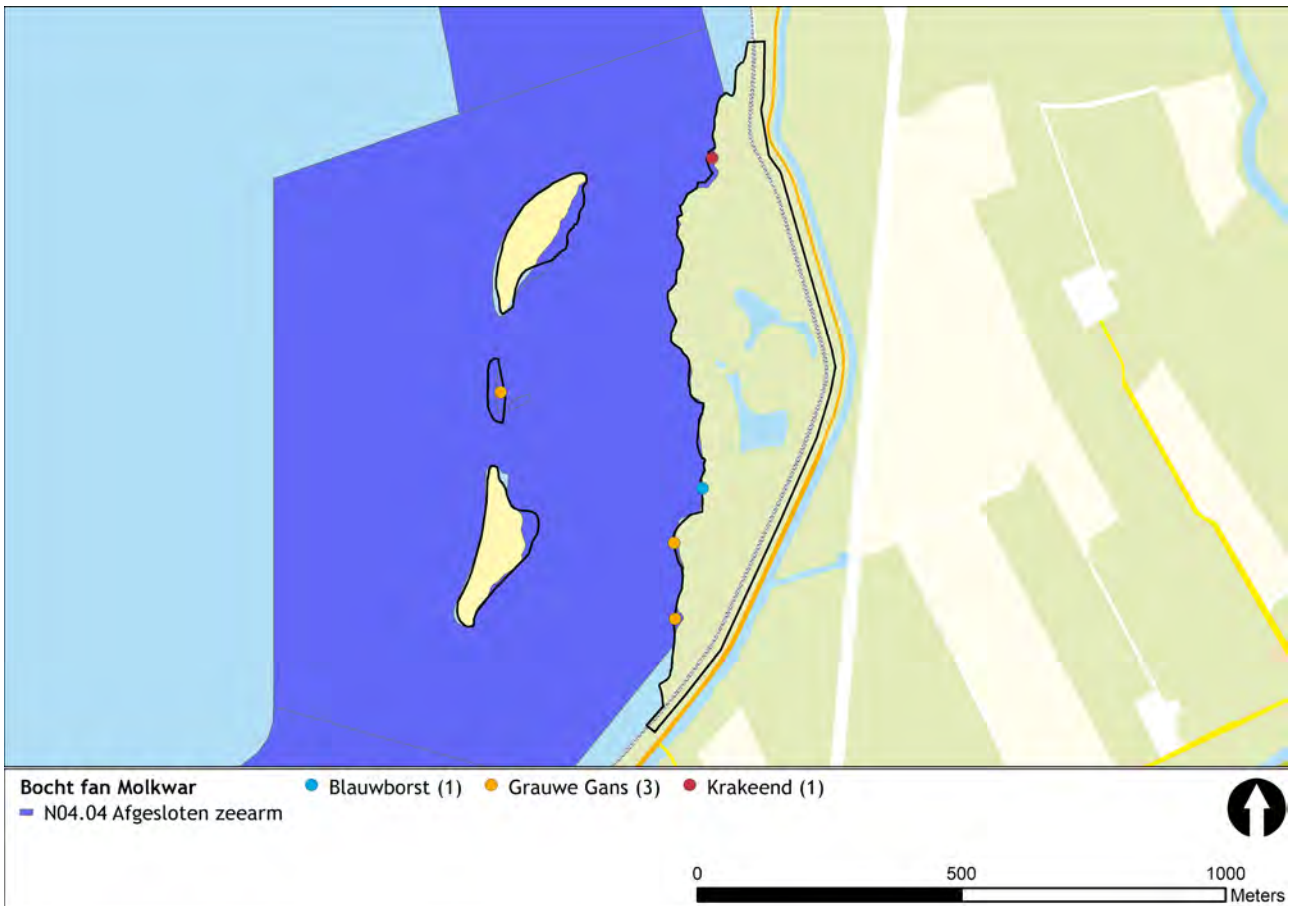 Bocht fan Molkwar
Blauwborst (1) Grauwe Gans (3) Krakeend (1)
N04.04 Afgesloten zeearm
0 500 1000
Meters